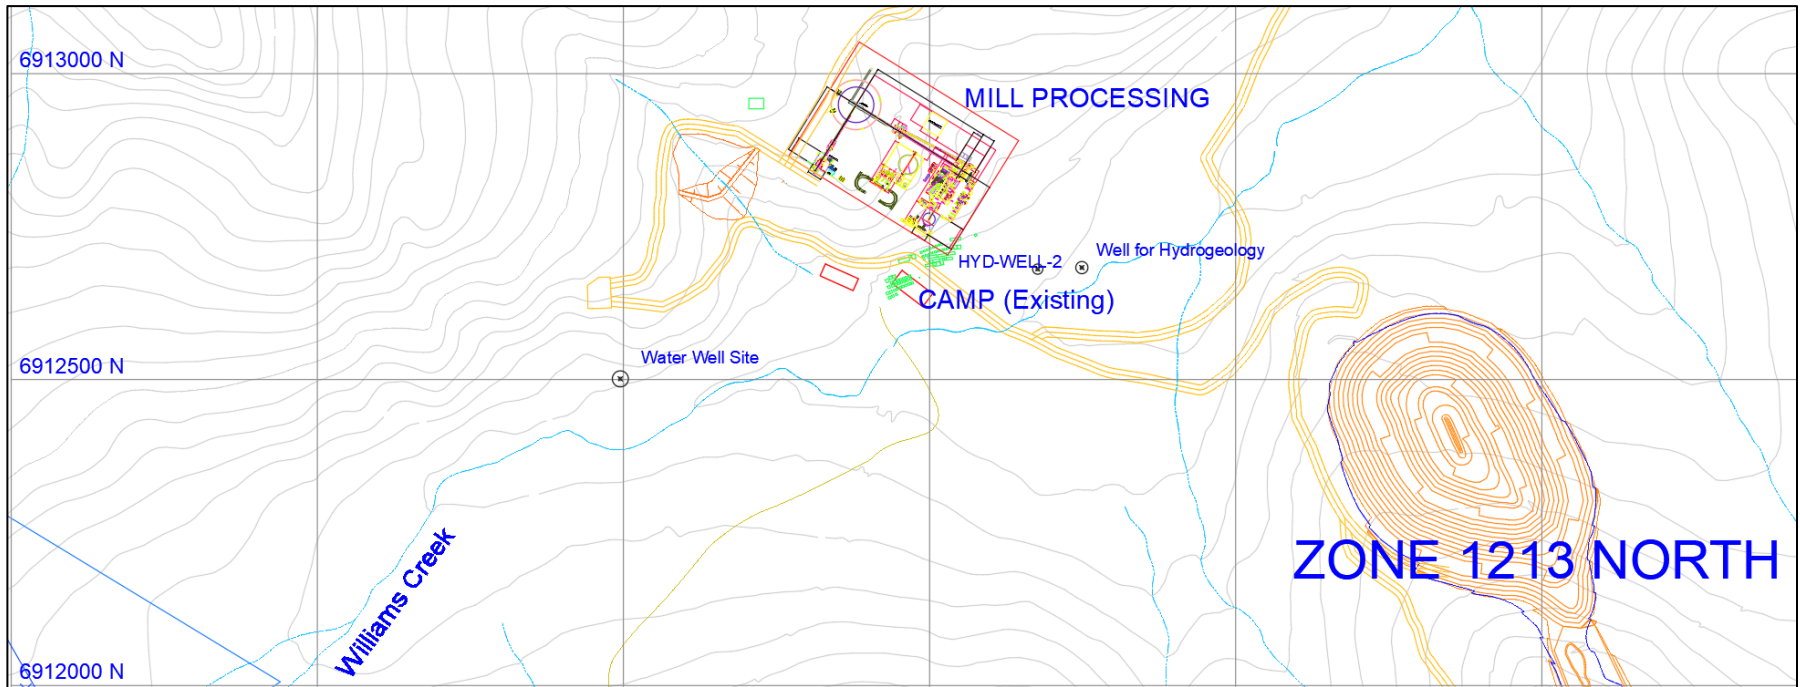 6913000 N
MILL PROCESSING
Well for Hydrogeology
HYD-WELL-2
CAMP (Existing)
Water Well Site
6912500 N
ZONE 1213 NORTH
Williams Creek
6912000 N